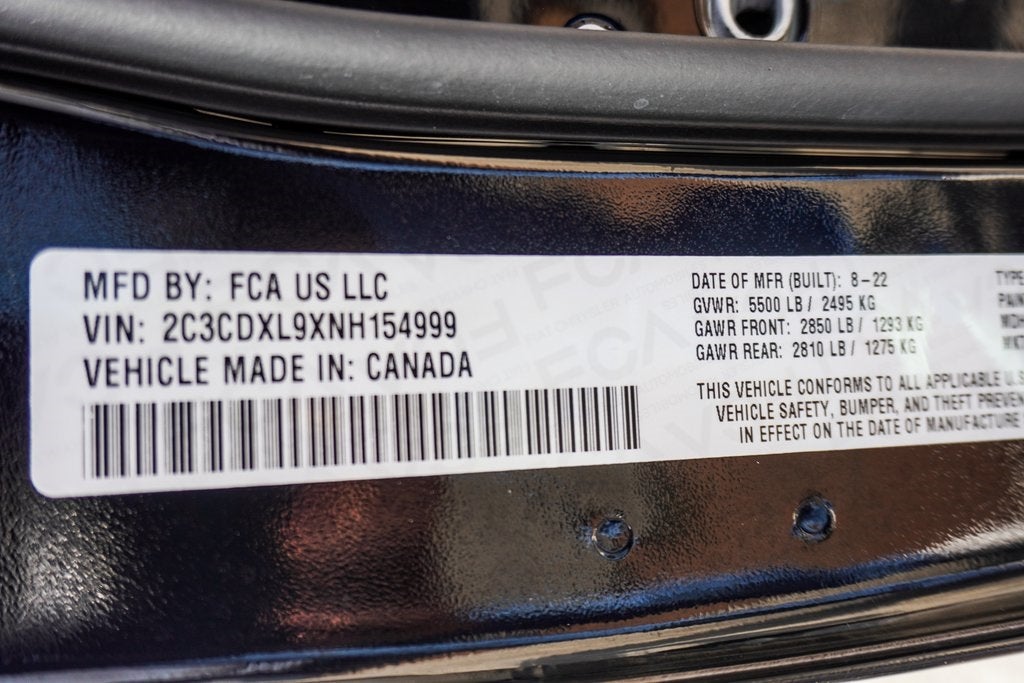 MFD BY: FCA US LLC
VIN: 2C3CDXL9XNH154999
VEHICLE MADE IN: CANADA
DATE OF MFR (BUILT): 8-22
GVWR: 5500 LB / 2495 KG
GAWR FRONT: 2850 LB / 1293 KG
GAWR REAR: 2810 LB / 1275 KG
THIS VEHICLE CONFORMS TO ALL APPLICABLE U.S
VEHICLE SAFETY, BUMPER, AND THEFT PREVEN
IN EFFECT ON THE DATE OF MANUFACTURE
TYPE